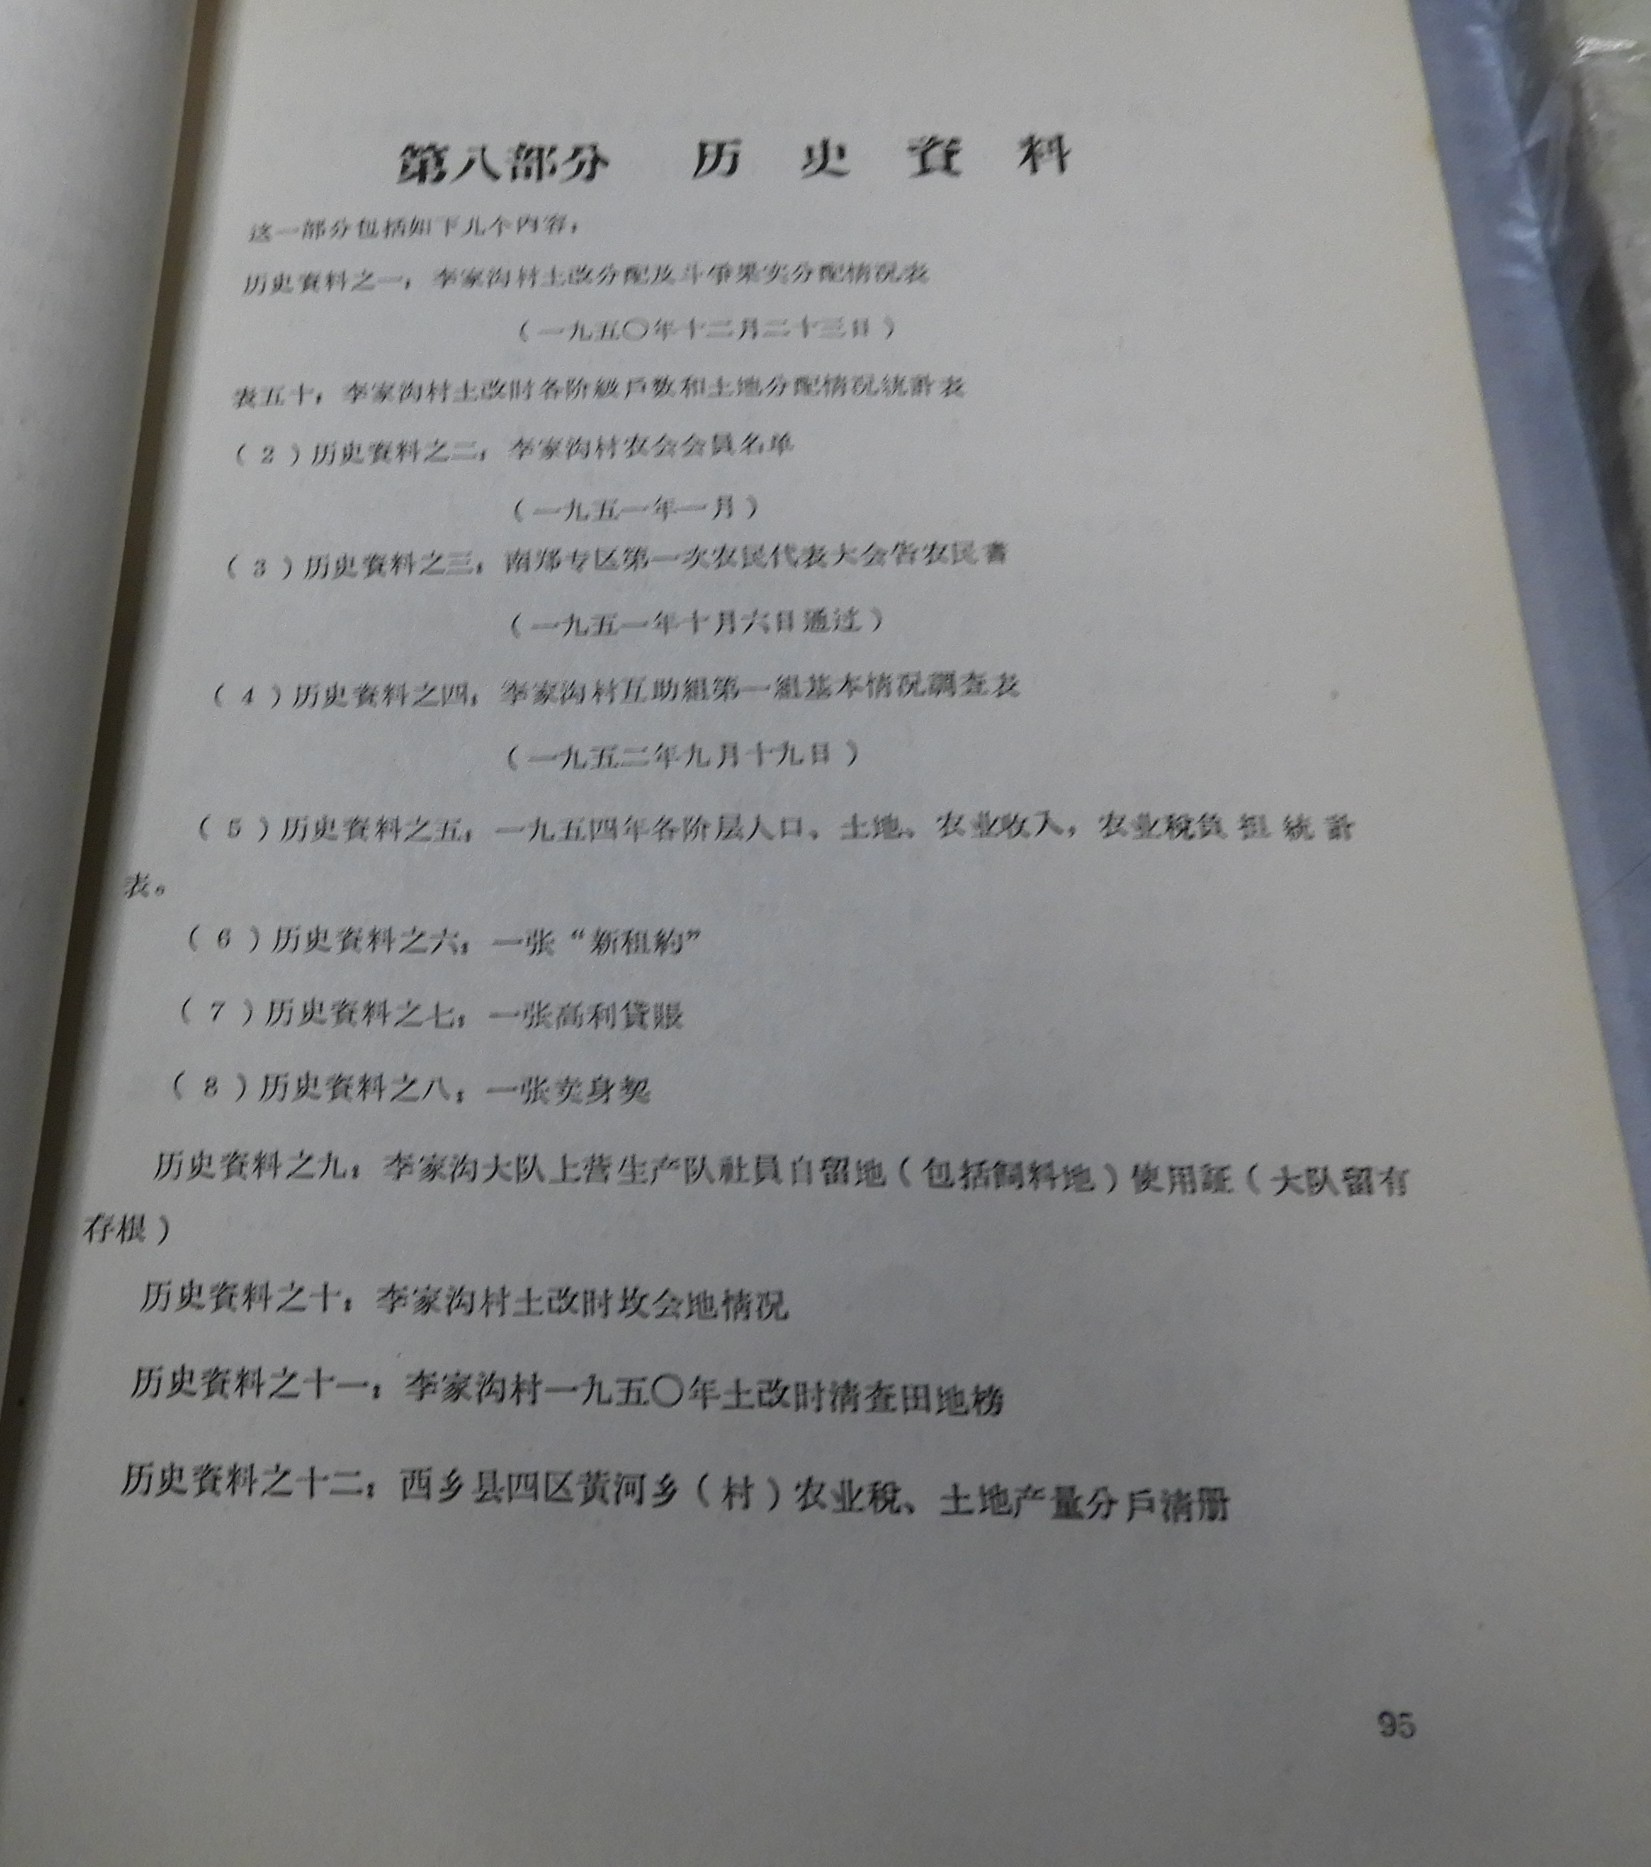 第八部分 历 史 資 料
这一部分包括如下几个内容：
历史資料之一：李家沟村土改分配及斗爭果实分配情况表
（一九五〇年十二月二十三日）
表五十：李家沟村土改时各阶級戶数和土地分配情况統計表
（2）历史資料之二：李家沟村农会会員名单
（一九五一年一月）
（3）历史資料之三：南郑专区第一次农民代表大会告农民書
（一九五一年十月六日通过）
（4）历史資料之四：李家沟村互助組第一組基本情况調查表
（一九五二年九月十九日）
（5）历史資料之五：一九五四年各阶层人口、土地、农业收入，农业稅負 担 統 計
表。
（6）历史資料之六：一张“新租約”
（7）历史資料之七：一张高利貸賬
（8）历史資料之八：一张卖身契
历史資料之九：李家沟大队上营生产队社員自留地（包括飼料地）使用証（大队留有
存根）
历史資料之十：李家沟村土改时坟会地情况
历史資料之十一：李家沟村一九五〇年土改时清查田地榜
历史資料之十二：西乡县四区黄河乡（村）农业稅、土地产量分戶清册
95